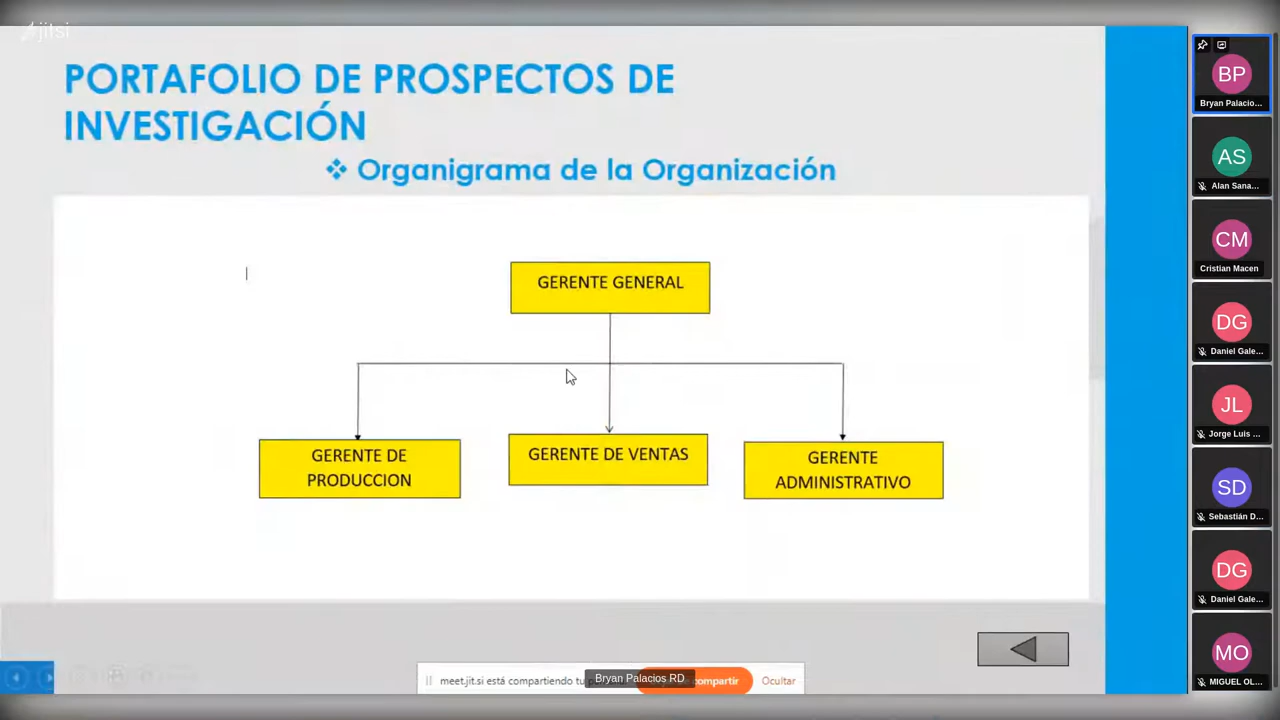 jitsi
PORTAFOLIO DE PROSPECTOS DE
INVESTIGACIÓN
❖ Organigrama de la Organización
GERENTE GENERAL
GERENTE DE
PRODUCCION
GERENTE DE VENTAS
GERENTE
ADMINISTRATIVO
meet.jit.si está compartiendo tu
Bryan Palacios RD
compartir
Ocultar
BP
Bryan Palacio...
AS
Alan Sana...
CM
Cristian Macen
DG
Daniel Gale...
JL
Jorge Luis ...
SD
Sebastián D...
DG
Daniel Gale...
MO
MIGUEL OL...